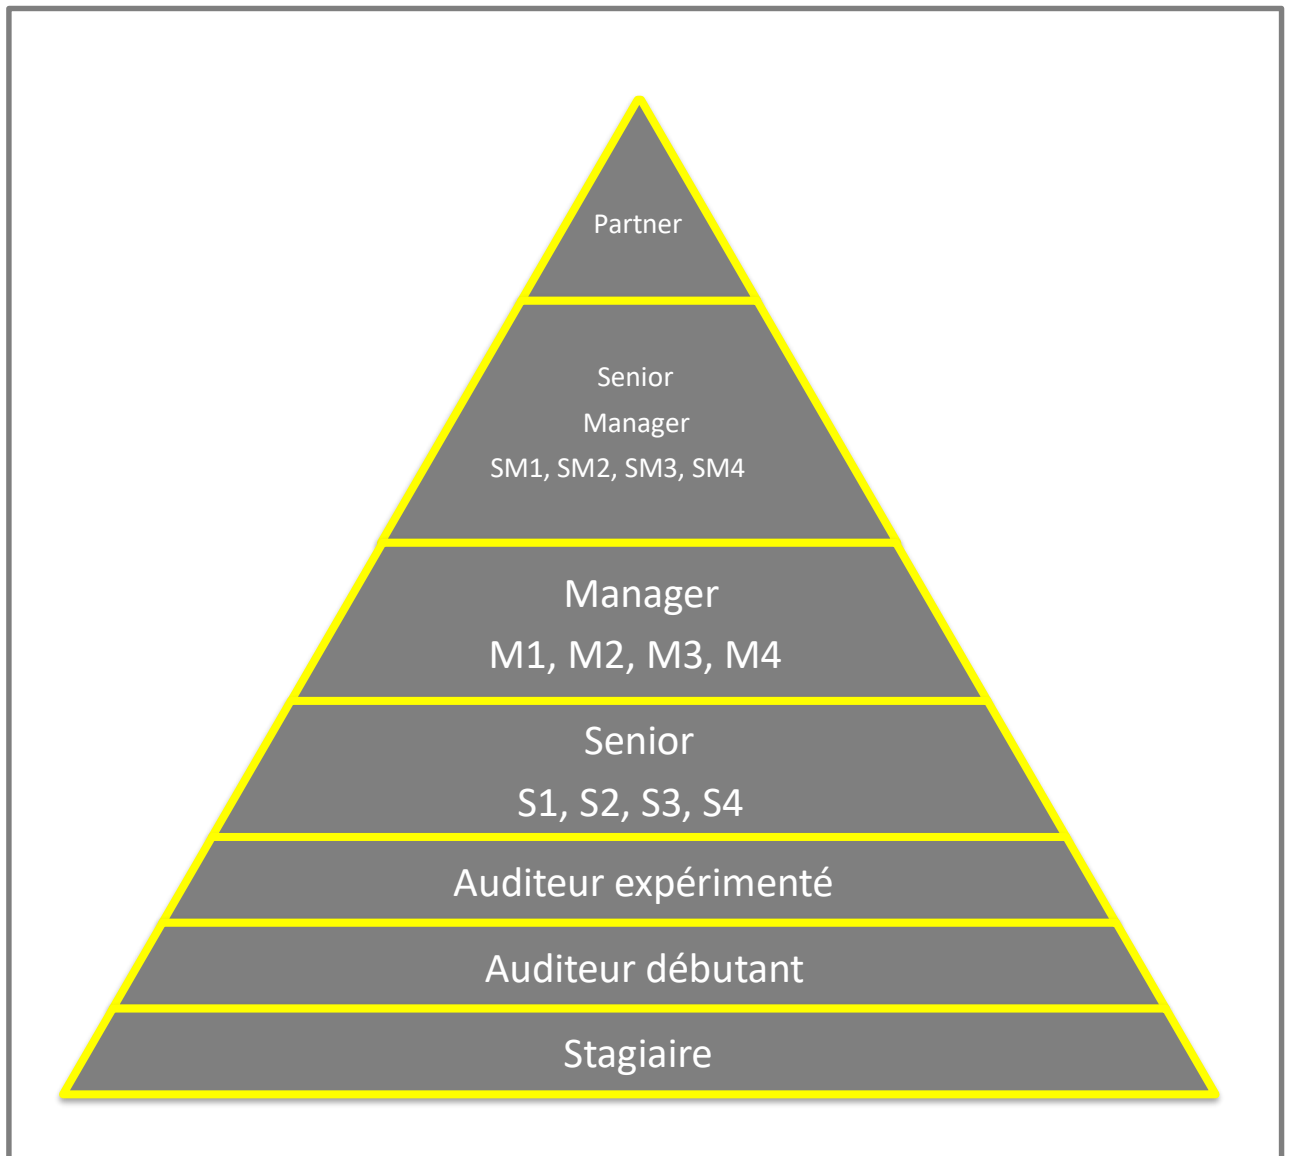 Partner
Senior
Manager
SM1, SM2, SM3, SM4
Manager
M1, M2, M3, M4
Senior
S1, S2, S3, S4
Auditeur expérimenté
Auditeur débutant
Stagiaire